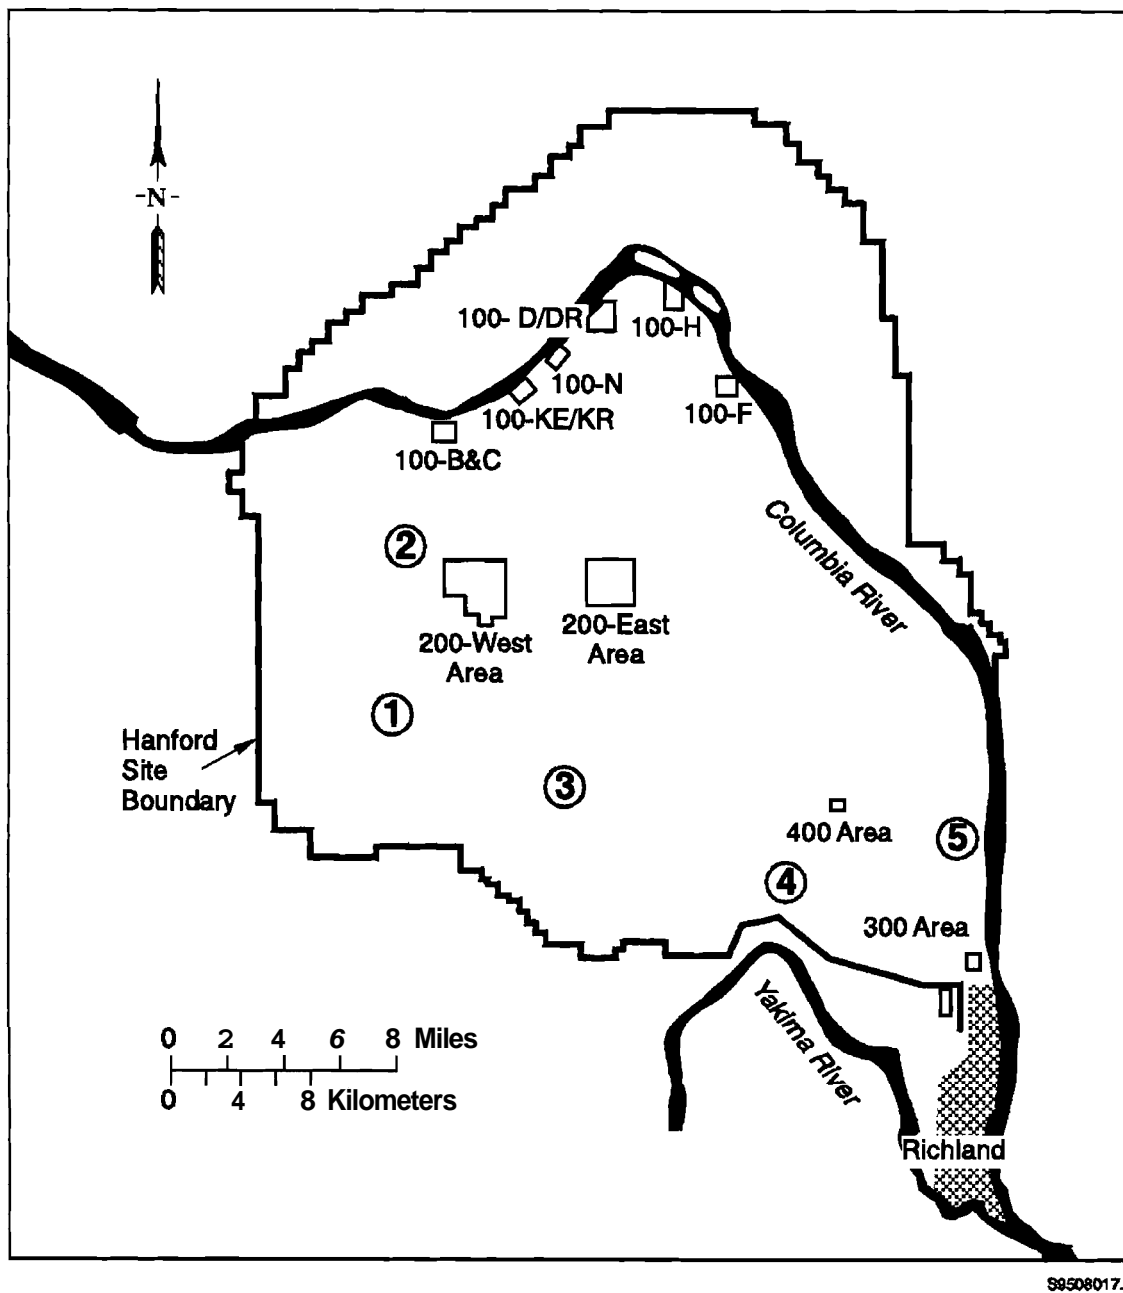 -N-
100- D/DR
100-H
100-N
100-F
100-KE/KR
100-B&C
Columbia River
2
200-West
Area
200-East
Area
1
Hanford
Site
Boundary
3
400 Area
5
4
300 Area
Yakima River
0 2 4 6 8 Miles
0 4 8 Kilometers
Richland
S9508017.